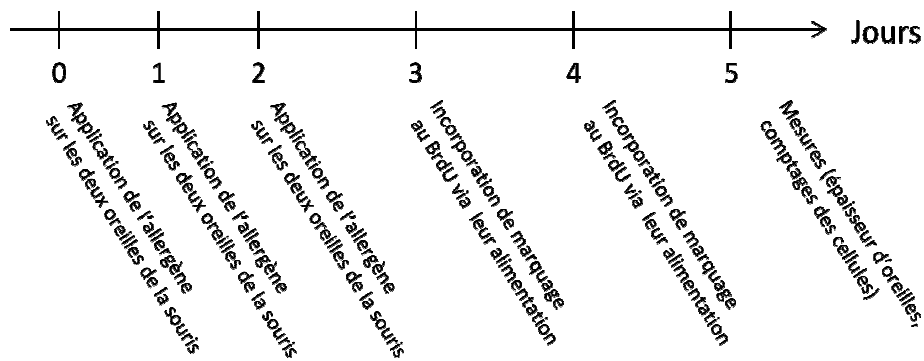 Jours
0 1 2 3 4 5
Application de l'allergène
sur les deux oreilles de la souris
Application de l'allergène
sur les deux oreilles de la souris
Application de l'allergène
sur les deux oreilles de la souris
Incorporation de marquage
au BrdU via leur alimentation
Incorporation de marquage
au BrdU via leur alimentation
Mesures (épaisseur d'oreilles,
comptages des cellules)